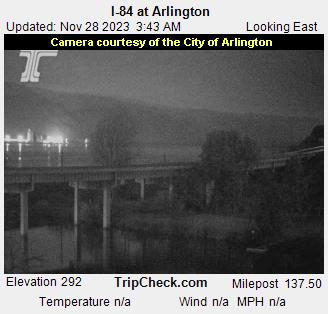 I-84 at Arlington
Updated: Nov 28 2023 3:43 AM Looking East
Camera courtesy of the City of Arlington
Elevation 292 TripCheck.com Milepost 137.50
Temperature n/a Wind n/a MPH n/a